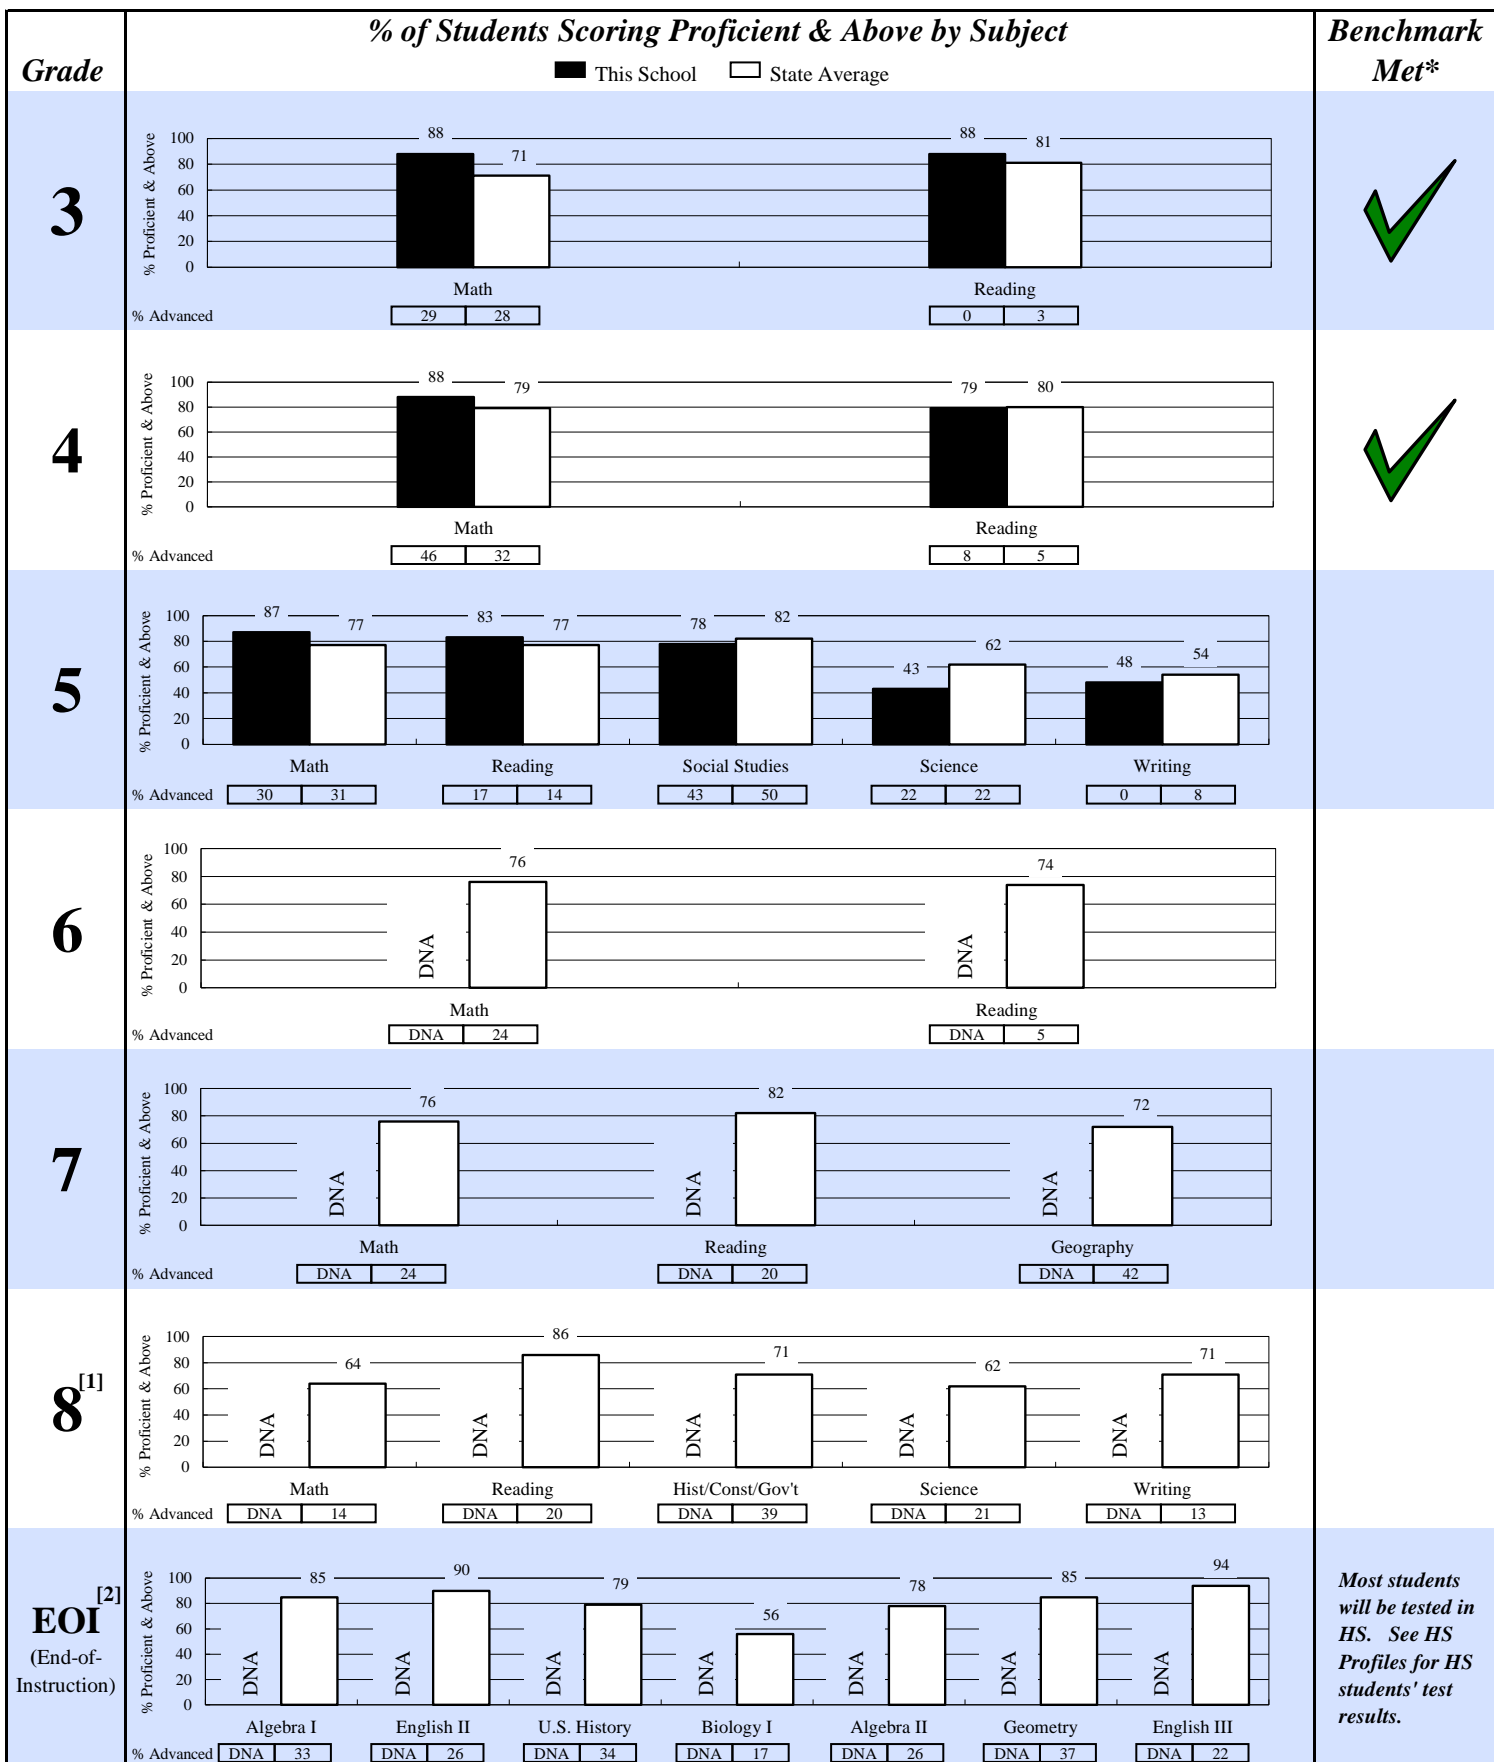 % of Students Scoring Proficient & Above by Subject
Benchmark
Met*
Grade
This School State Average
3
% Proficient & Above
100
80
60
40
20
0
88 71 88 81
Math Reading
% Advanced 29 28 0 3
4
% Proficient & Above
100
80
60
40
20
0
88 79 79 80
Math Reading
% Advanced 46 32 8 5
5
% Proficient & Above
100
80
60
40
20
0
87 77 83 77 78 82 43 62 48 54
Math Reading Social Studies Science Writing
% Advanced 30 31 17 14 43 50 22 22 0 8
6
% Proficient & Above
100
80
60
40
20
0
DNA 76 DNA 74
Math Reading
% Advanced DNA 24 DNA 5
7
% Proficient & Above
100
80
60
40
20
0
DNA 76 DNA 82 DNA 72
Math Reading Geography
% Advanced DNA 24 DNA 20 DNA 42
8[1]
% Proficient & Above
100
80
60
40
20
0
DNA 64 DNA 86 DNA 71 DNA 62 DNA 71
Math Reading Hist/Const/Gov't Science Writing
% Advanced DNA 14 DNA 20 DNA 39 DNA 21 DNA 13
EOI[2]
(End-of-
Instruction)
% Proficient & Above
100
80
60
40
20
0
DNA 85 DNA 90 DNA 79 DNA 56 DNA 78 DNA 85 DNA 94
Algebra I English II U.S. History Biology I Algebra II Geometry English III
% Advanced DNA 33 DNA 26 DNA 34 DNA 17 DNA 26 DNA 37 DNA 22
Most students
will be tested in
HS. See HS
Profiles for HS
students' test
results.